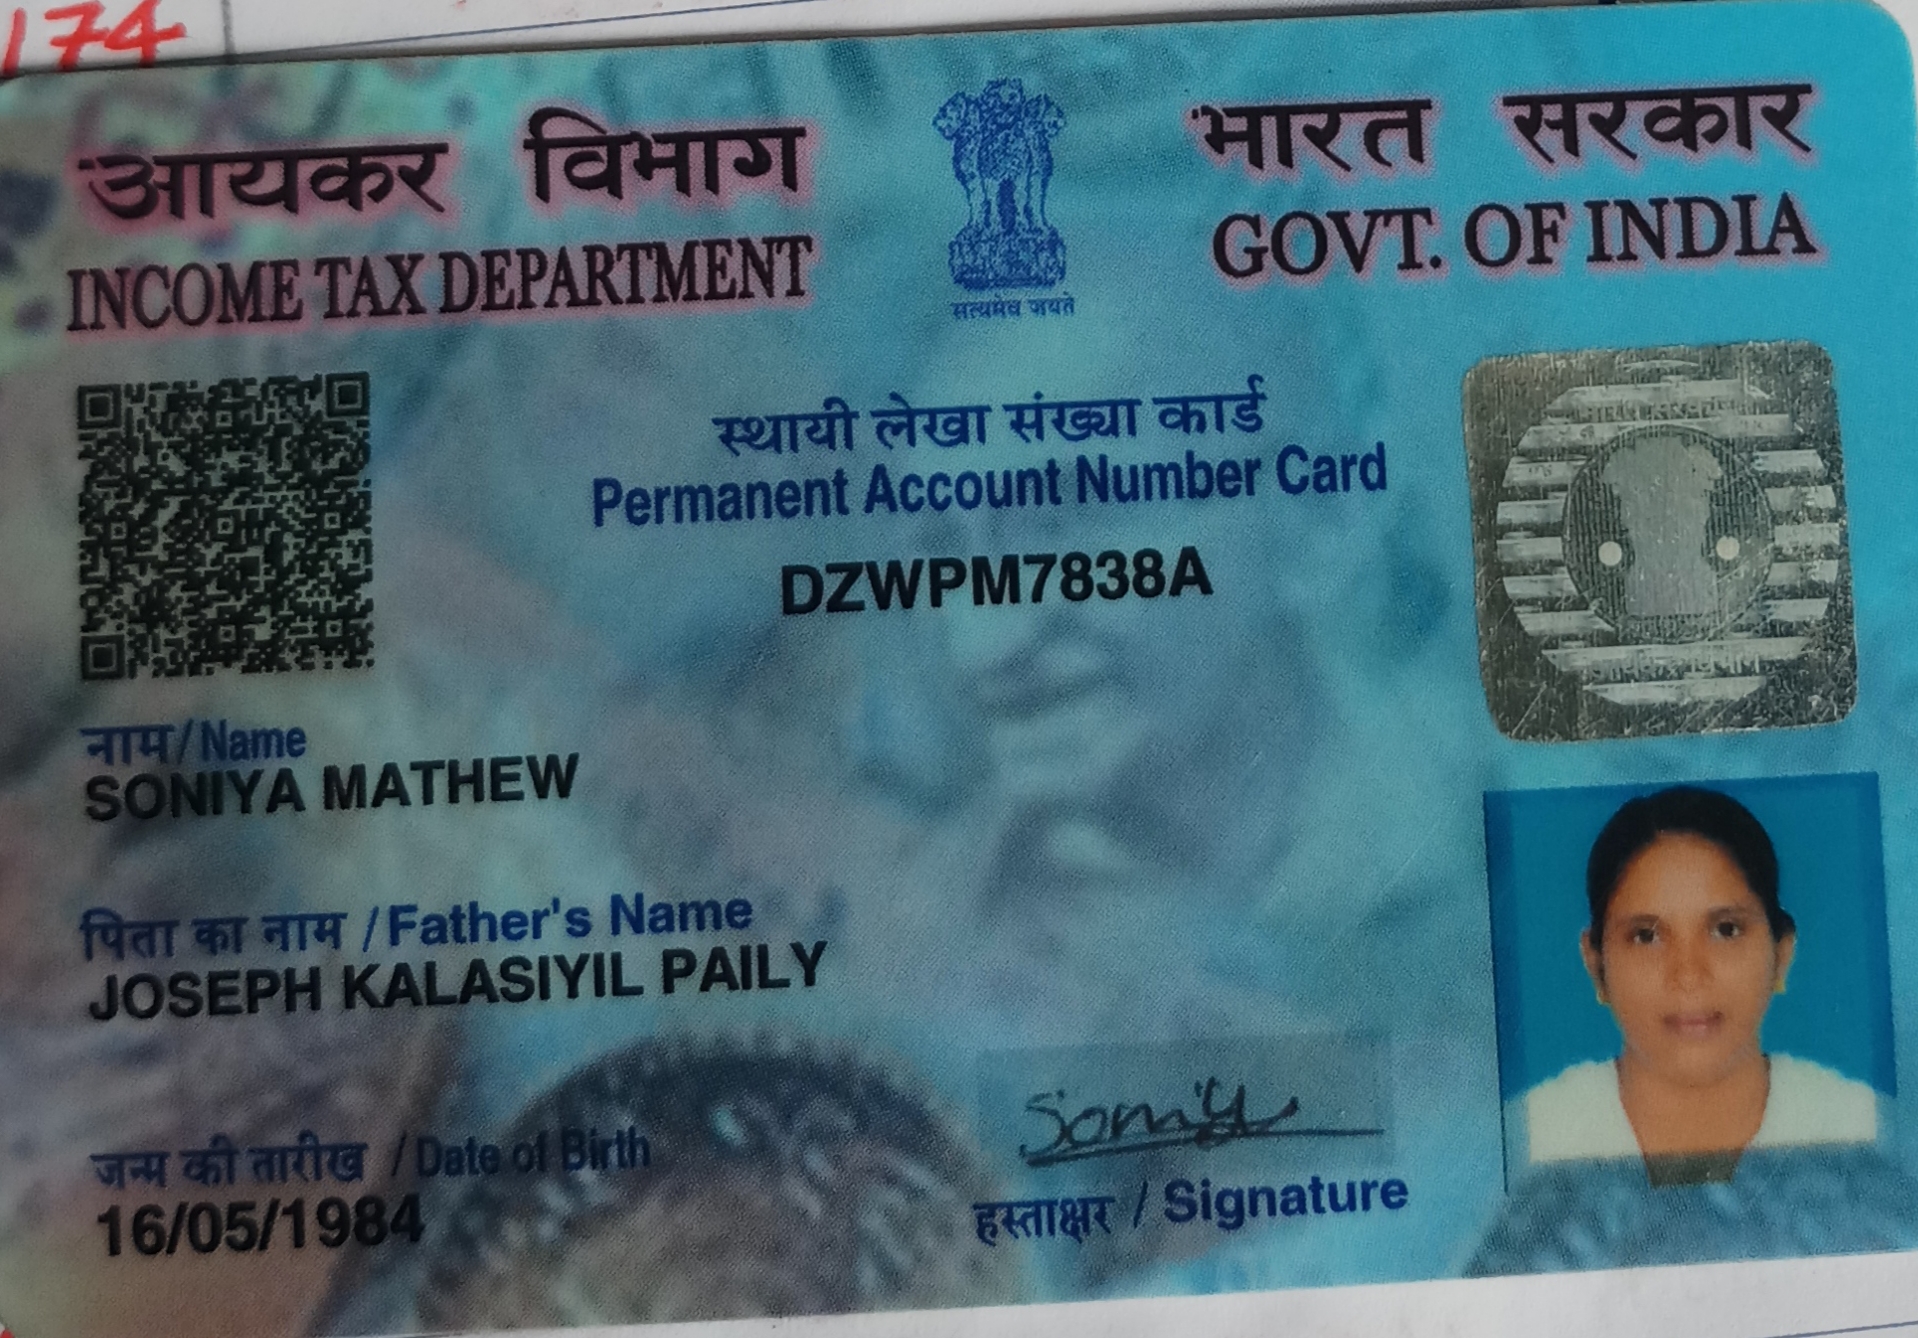 174
आयकर विभाग
INCOME TAX DEPARTMENT
सत्यमेव जयते
भारत सरकार
GOVT. OF INDIA
स्थायी लेखा संख्या कार्ड
Permanent Account Number Card
DZWPM7838A
नाम/Name
SONIYA MATHEW
पिता का नाम /Father's Name
JOSEPH KALASIYIL PAILY
जन्म की तारीख / Date of Birth
16/05/1984
हस्ताक्षर / Signature